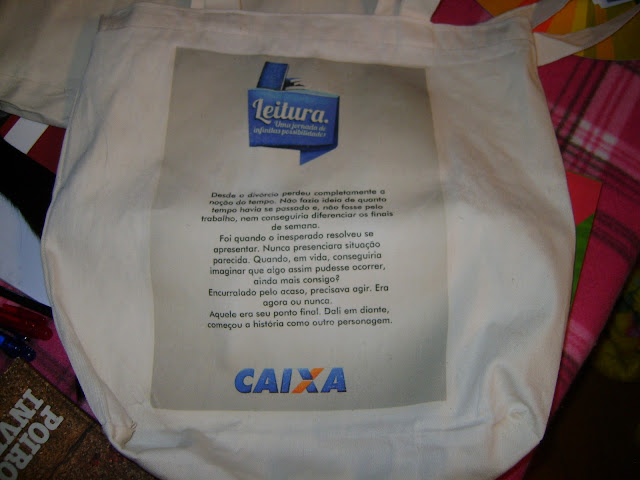 Leitura.
Uma jornada de
infinitas possibilidades
Desde o divórcio perdeu completamente a
noção do tempo. Não fazia ideia de quanto
tempo havia se passado e, não fosse pelo
trabalho, nem conseguiria diferenciar os finais
de semana.
Foi quando o inesperado resolveu se
apresentar. Nunca presenciara situação
parecida. Quando, em vida, conseguiria
imaginar que algo assim pudesse ocorrer,
ainda mais consigo?
Encurralado pelo acaso, precisava agir. Era
agora ou nunca.
Aquele era seu ponto final. Dali em diante,
começou a história como outro personagem.
CAIXA
POIBO
INV